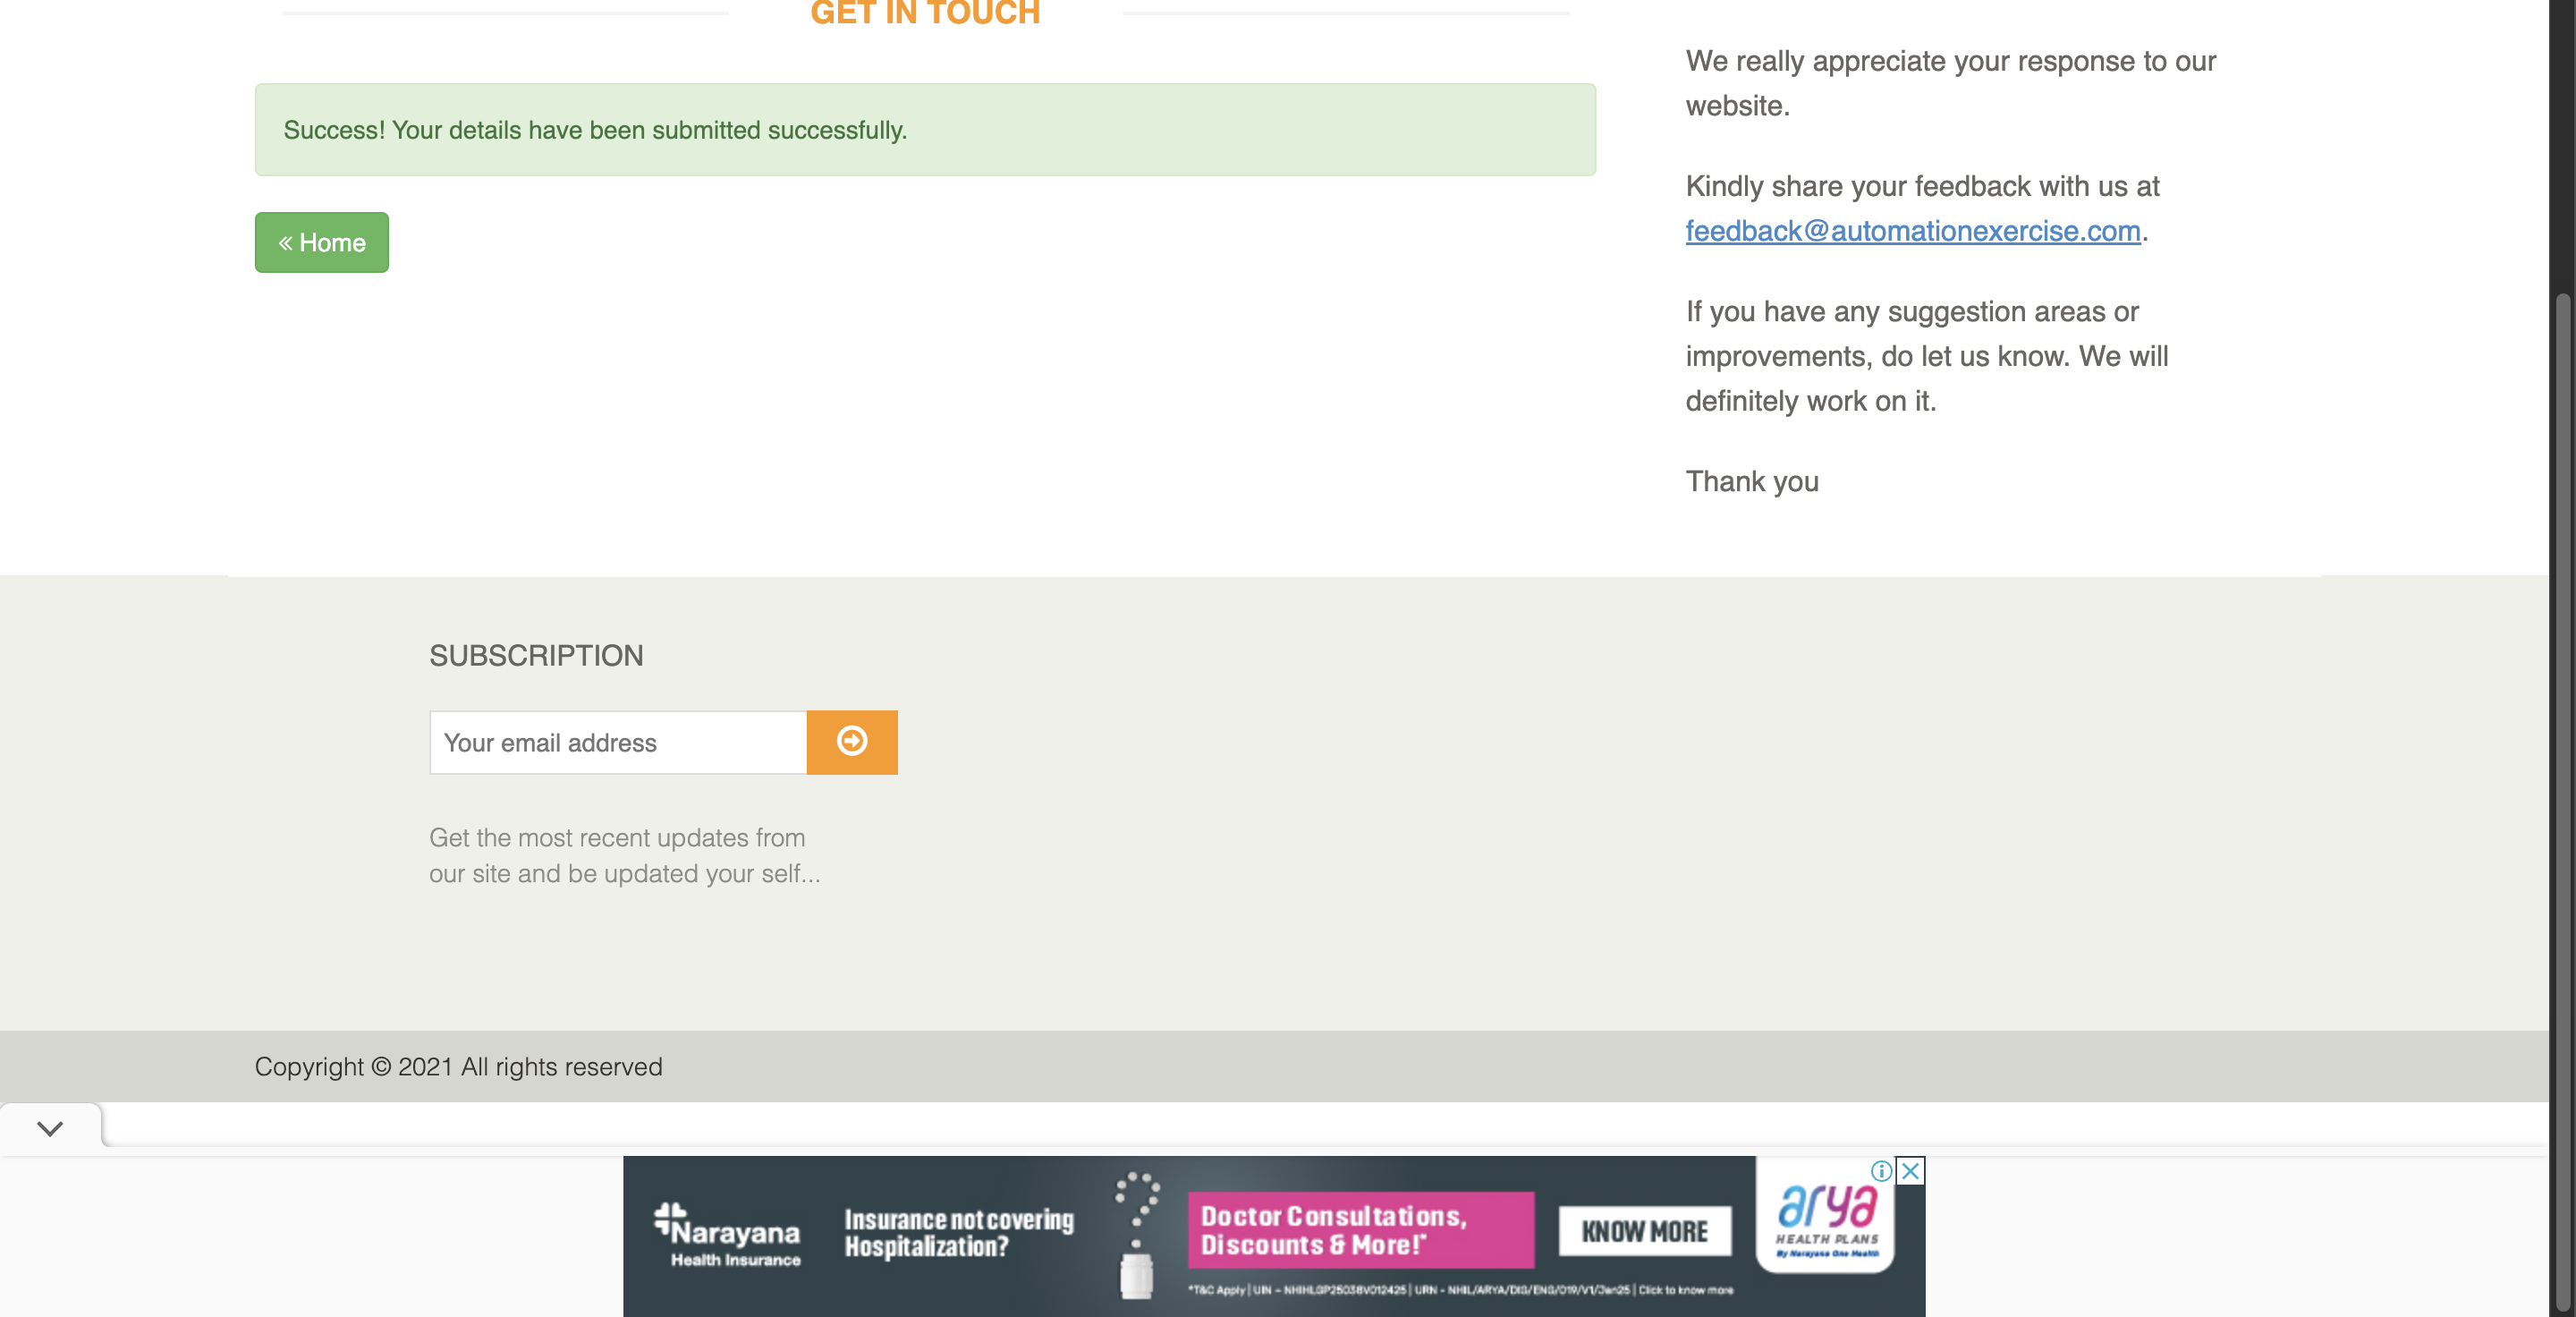 GET IN TOUCH
Success! Your details have been submitted successfully.
« Home
We really appreciate your response to our
website.
Kindly share your feedback with us at
feedback@automationexercise.com.
If you have any suggestion areas or
improvements, do let us know. We will
definitely work on it.
Thank you
SUBSCRIPTION
Your email address
Get the most recent updates from
our site and be updated your self...
Copyright © 2021 All rights reserved
Narayana
Health Insurance
Insurance not covering
Hospitalization?
Doctor Consultations,
Discounts & More!*
KNOW MORE
arya
HEALTH PLANS
By Narayana One Health
*T&C Apply | UIN – NHIHLGP25038V012425 | URN - NHIL/ARYA/DIG/ENG/019/V1/Jan25 | Click to know more